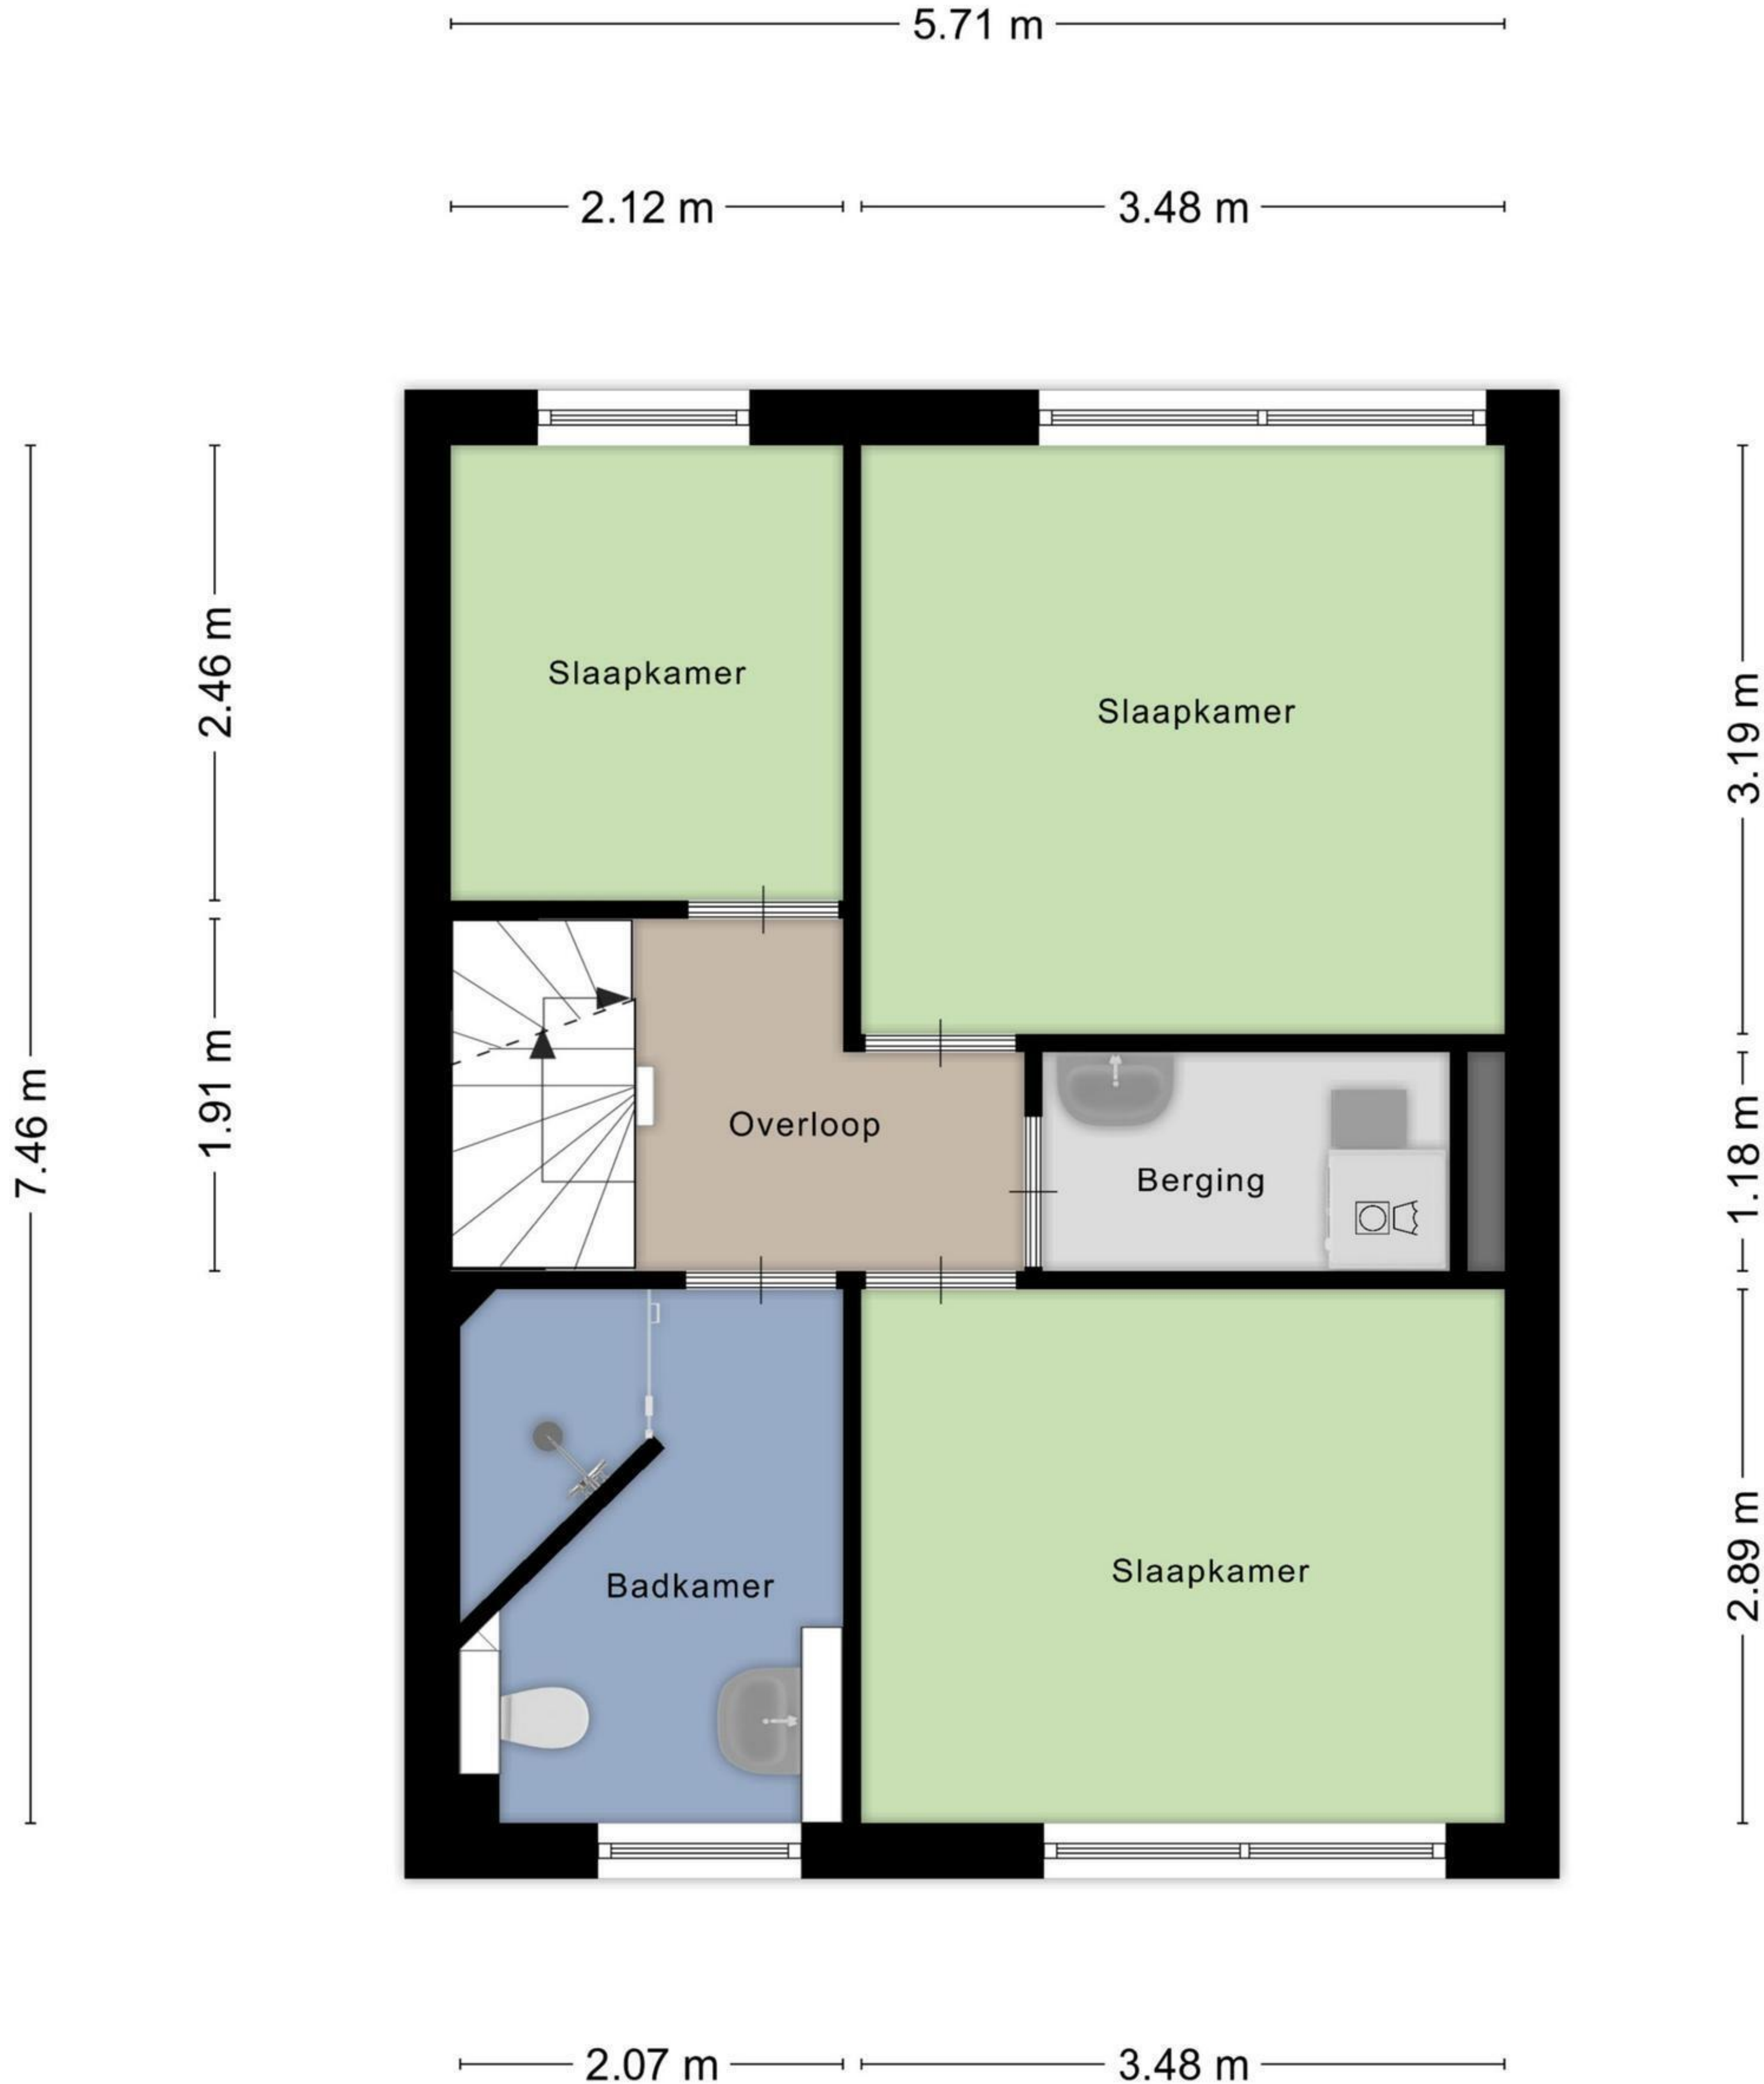 5.71 m
2.12 m
3.48 m
Slaapkamer
Slaapkamer
2.46 m
3.19 m
7.46 m
1.91 m
Overloop
Berging
1.18 m
Badkamer
Slaapkamer
2.89 m
2.07 m
3.48 m